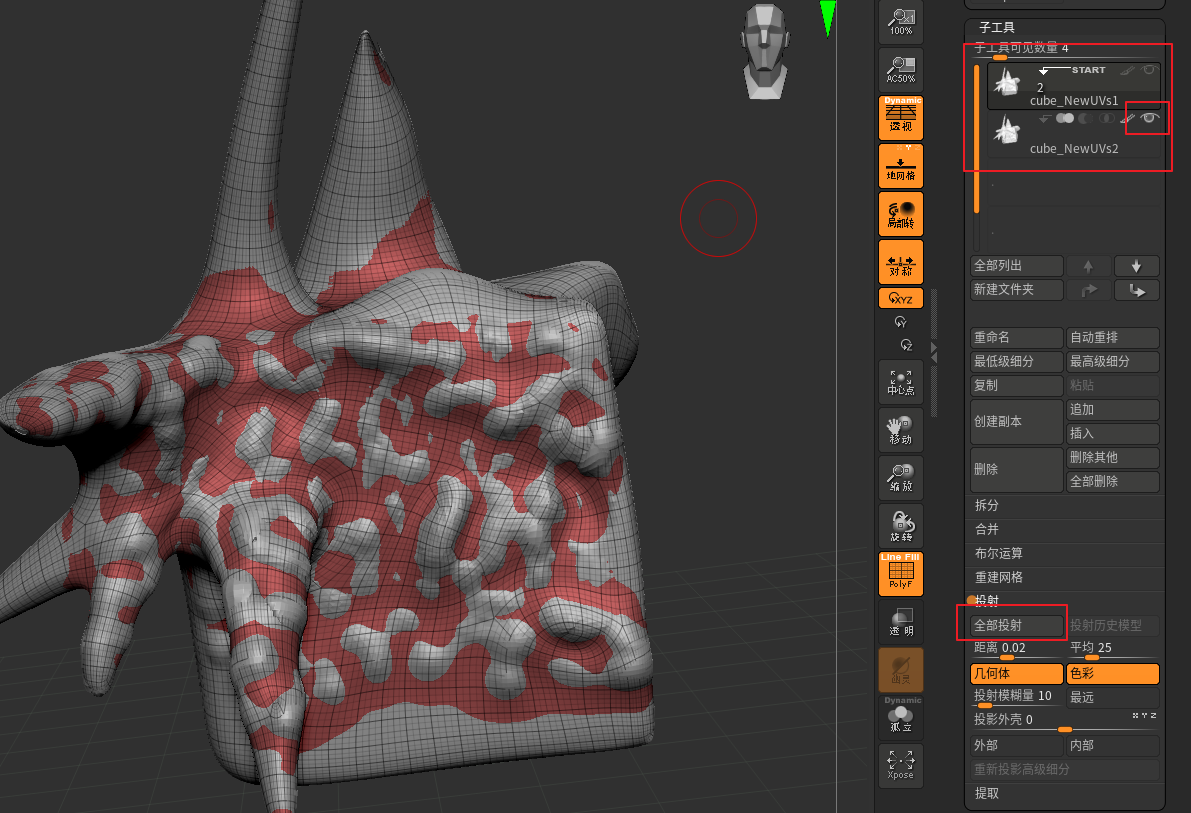 100%
AC50%
Dynamic
透视
X Y Z
地网格
局部转
对称
XYZ
Y
Z
中心点
移动
缩放
旋转
Line Fill
PolyF
透明
幽灵
Dynamic
孤立
Xpose
子工具
子工具可见数量 4
START
2
cube_NewUVs1
cube_NewUVs2
全部列出
新建文件夹
重命名 自动重排
最低级细分 最高级细分
复制 粘贴
创建副本 追加
插入
删除 删除其他
全部删除
拆分
合并
布尔运算
重建网格
投射
全部投射 投射历史模型
距离 0.02 平均 25
几何体 色彩
投射模糊量 10 最远
投影外壳 0 X Y Z
外部 内部
重新投影高级细分
提取